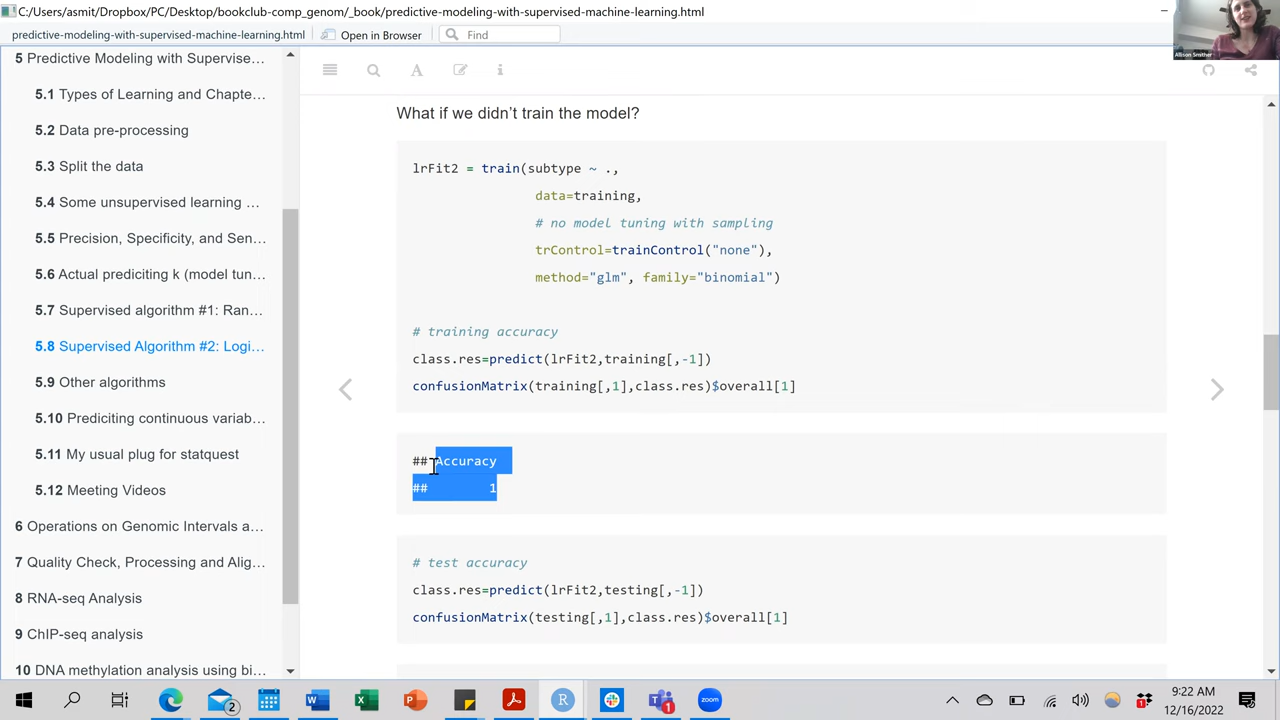 C:/Users/asmit/Dropbox/PC/Desktop/bookclub-comp_genom/_book/predictive-modeling-with-supervised-machine-learning.html
predictive-modeling-with-supervised-machine-learning.html
Open in Browser
Find
Allison Smither
5 Predictive Modeling with Supervise...
5.1 Types of Learning and Chapte...
5.2 Data pre-processing
5.3 Split the data
5.4 Some unsupervised learning ...
5.5 Precision, Specificity, and Sen...
5.6 Actual prediciting k (model tun...
5.7 Supervised algorithm #1: Ran...
5.8 Supervised Algorithm #2: Logi...
5.9 Other algorithms
5.10 Prediciting continuous variab...
5.11 My usual plug for statquest
5.12 Meeting Videos
6 Operations on Genomic Intervals a...
7 Quality Check, Processing and Alig...
8 RNA-seq Analysis
9 ChIP-seq analysis
10 DNA methylation analysis using bi...
What if we didn't train the model?
lrFit2 = train(subtype ~ .,
data=training,
# no model tuning with sampling
trControl=trainControl("none"),
method="glm", family="binomial")
# training accuracy
class.res=predict(lrFit2,training[,-1])
confusionMatrix(training[,1],class.res)$overall[1]
## Accuracy
## 1
# test accuracy
class.res=predict(lrFit2,testing[,-1])
confusionMatrix(testing[,1],class.res)$overall[1]
9:22 AM
12/16/2022